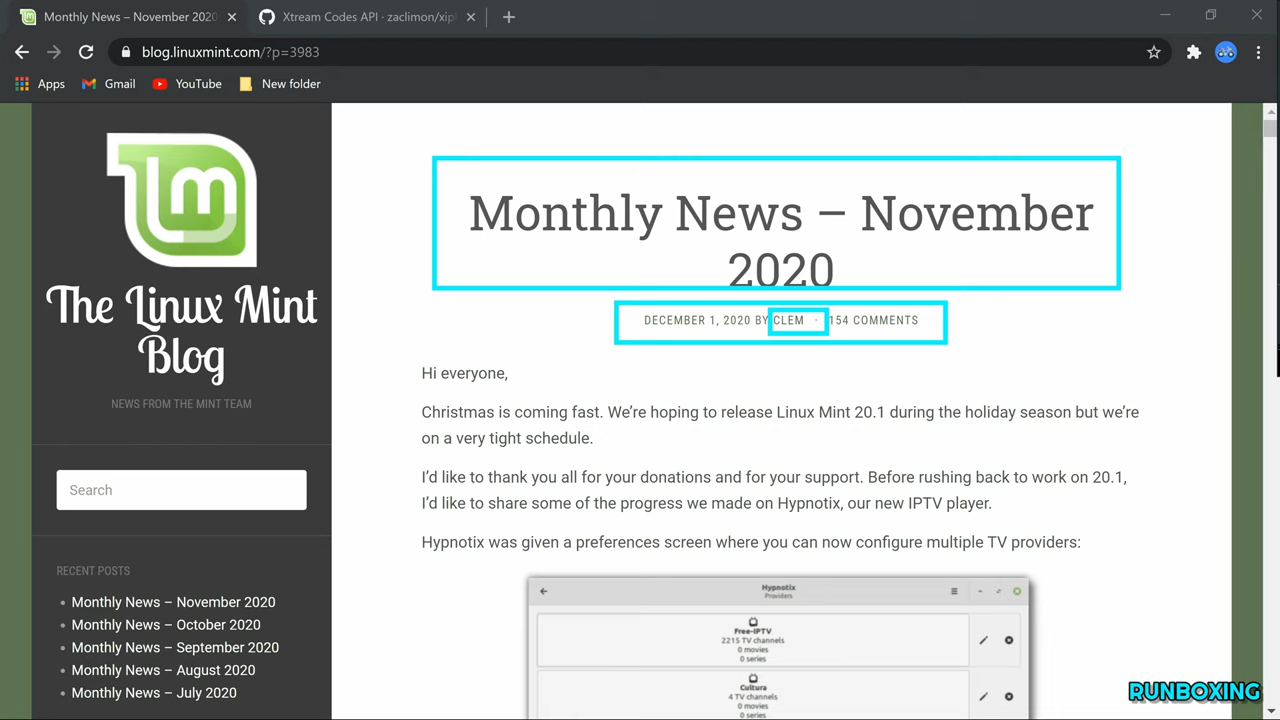 Monthly News – November 2020
Xtream Codes API · zaclimon/xip
blog.linuxmint.com/?p=3983
Apps
Gmail
YouTube
New folder
lm
The Linux Mint
Blog
NEWS FROM THE MINT TEAM
Search
RECENT POSTS
Monthly News – November 2020
Monthly News – October 2020
Monthly News – September 2020
Monthly News – August 2020
Monthly News – July 2020
Monthly News – November
2020
DECEMBER 1, 2020 BY CLEM · 154 COMMENTS
Hi everyone,
Christmas is coming fast. We’re hoping to release Linux Mint 20.1 during the holiday season but we’re
on a very tight schedule.
I’d like to thank you all for your donations and for your support. Before rushing back to work on 20.1,
I’d like to share some of the progress we made on Hypnotix, our new IPTV player.
Hypnotix was given a preferences screen where you can now configure multiple TV providers:
Hypnotix
Providers
Free-IPTV
2215 TV channels
0 movies
0 series
Cultura
4 TV channels
0 movies
0 series
RUNBOXING